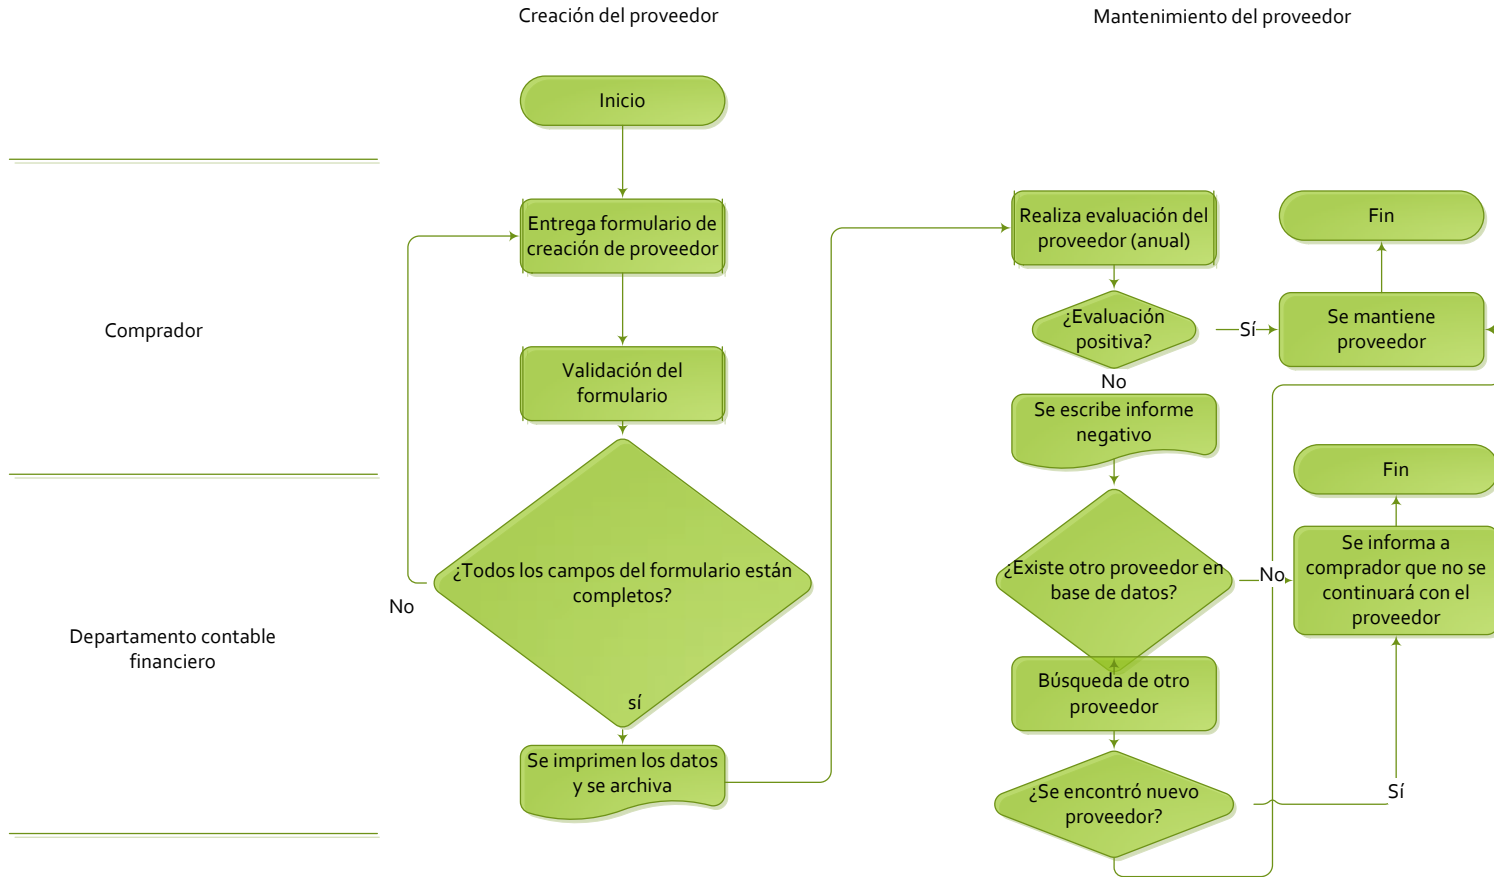 Creación del proveedor
Mantenimiento del proveedor
Inicio
Entrega formulario de
creación de proveedor
Comprador
Validación del
formulario
¿Todos los campos del formulario están
completos?
No
Departamento contable
financiero
sí
Se imprimen los datos
y se archiva
Realiza evaluación del
proveedor (anual)
Fin
¿Evaluación
positiva?
Sí
Se mantiene
proveedor
No
Se escribe informe
negativo
Fin
¿Existe otro proveedor en
base de datos?
No
Se informa a
comprador que no se
continuará con el
proveedor
Búsqueda de otro
proveedor
¿Se encontró nuevo
proveedor?
Sí